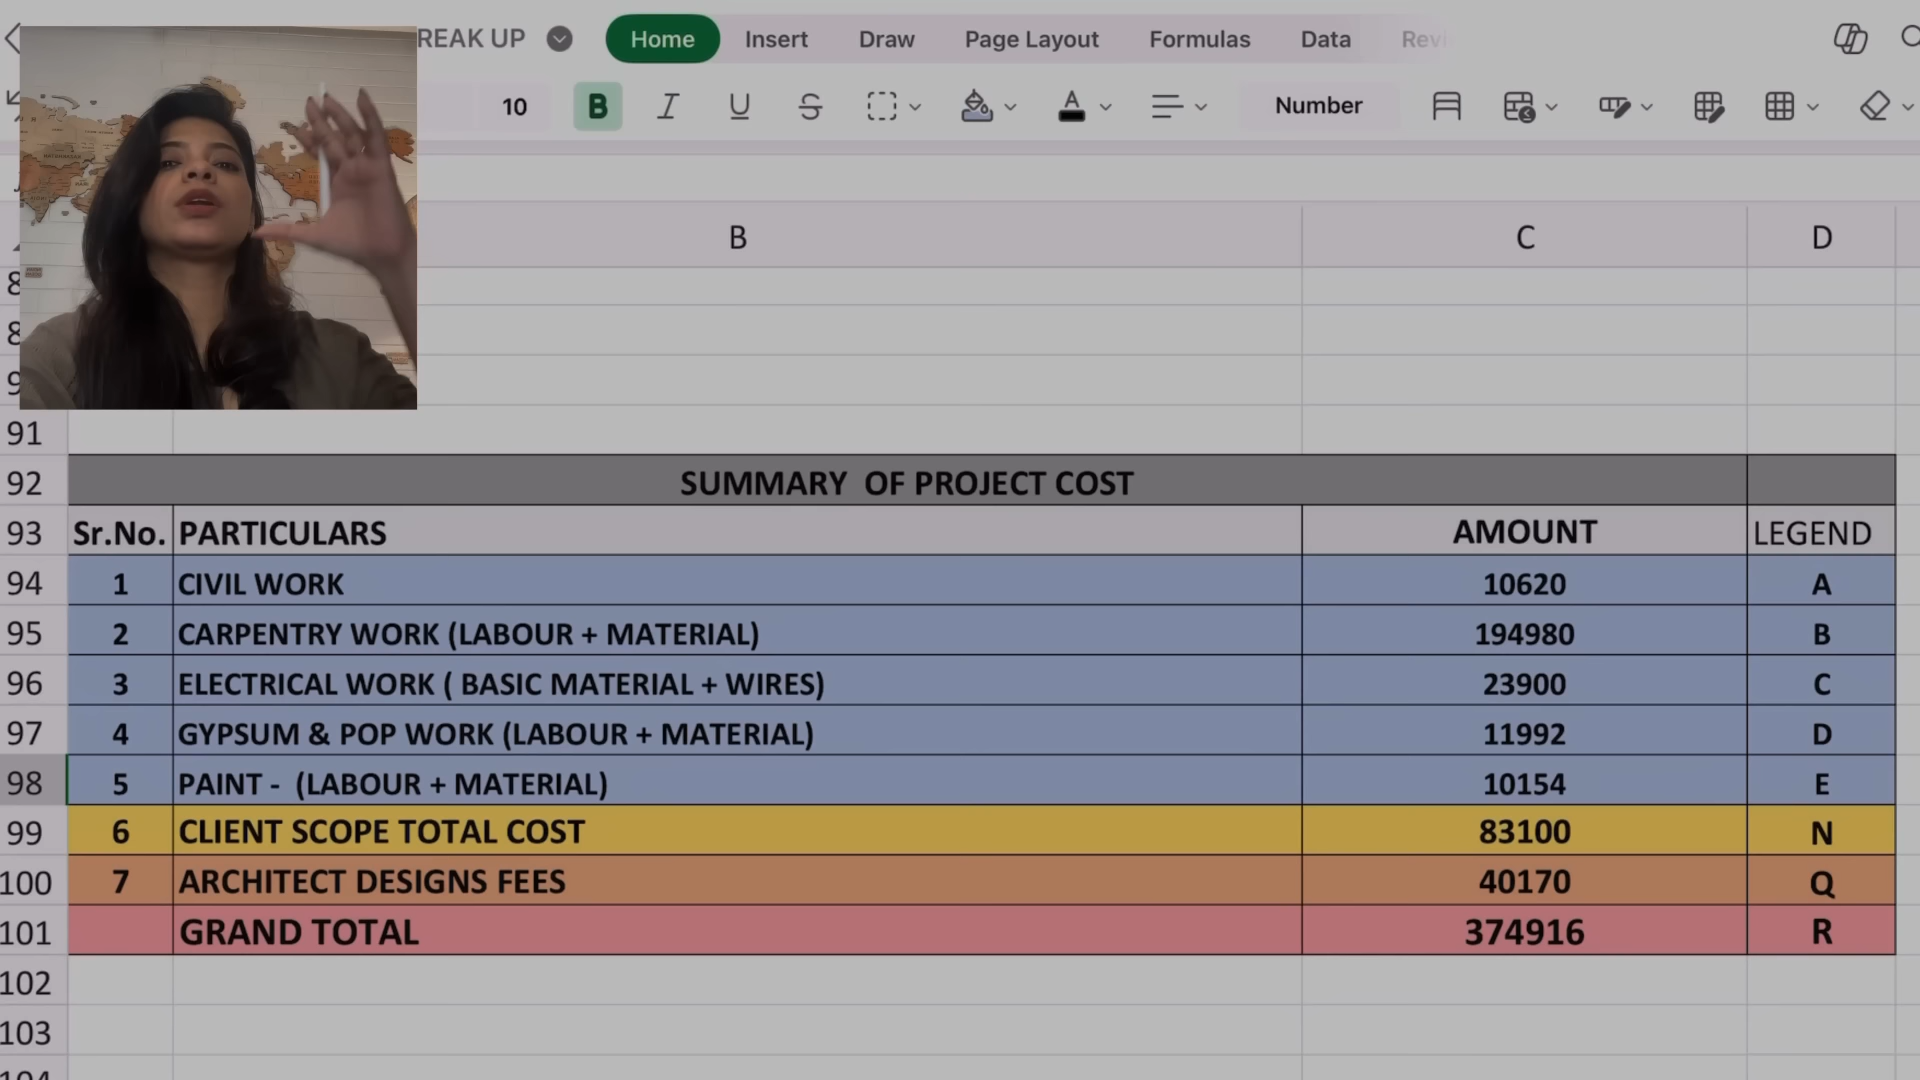 REAK UP
Home Insert Draw Page Layout Formulas Data Revi
10 B I U S A Number
B C D
91
92 SUMMARY OF PROJECT COST
93 Sr.No. PARTICULARS AMOUNT LEGEND
94 1 CIVIL WORK 10620 A
95 2 CARPENTRY WORK (LABOUR + MATERIAL) 194980 B
96 3 ELECTRICAL WORK ( BASIC MATERIAL + WIRES) 23900 C
97 4 GYPSUM & POP WORK (LABOUR + MATERIAL) 11992 D
98 5 PAINT - (LABOUR + MATERIAL) 10154 E
99 6 CLIENT SCOPE TOTAL COST 83100 N
100 7 ARCHITECT DESIGNS FEES 40170 Q
101 GRAND TOTAL 374916 R
102
103